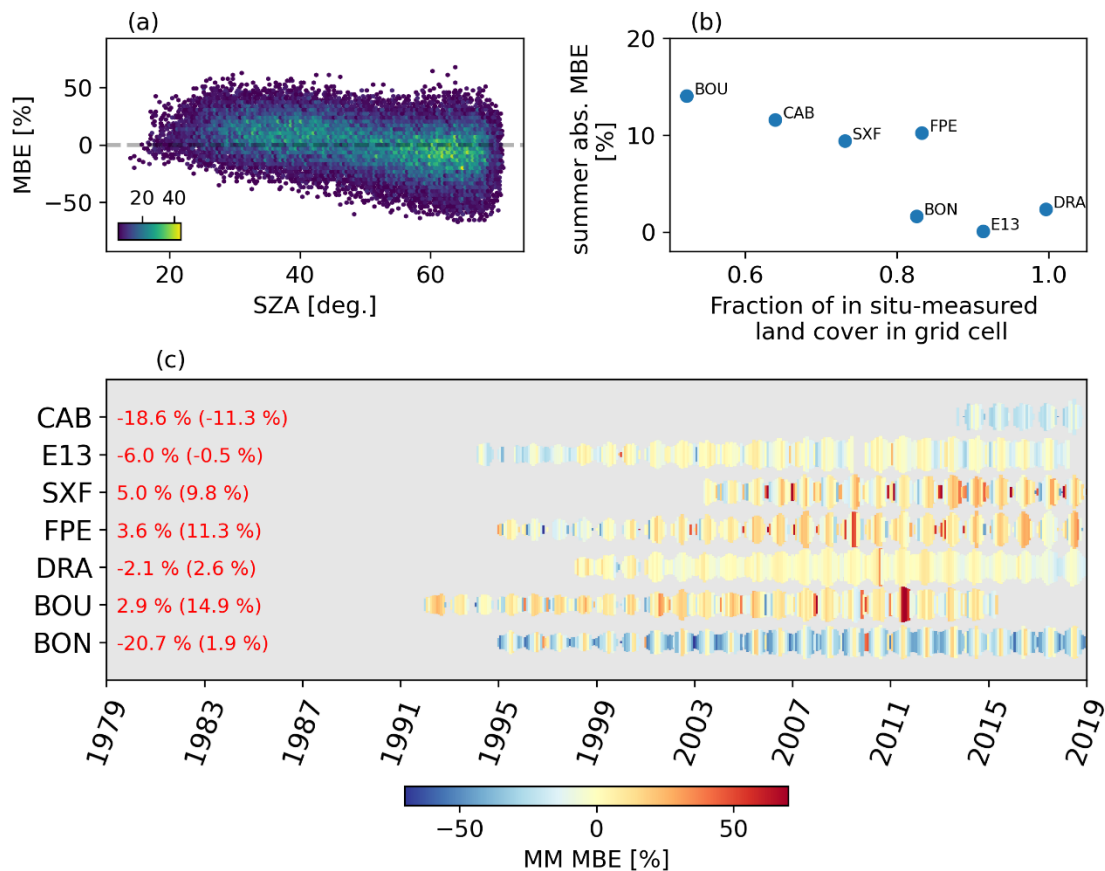 (a)
MBE [%]
50
0
−50
20 40
20 40 60
SZA [deg.]
(b)
summer abs. MBE
[%]
20
10
0
BOU
CAB
SXF
FPE
BON
E13
DRA
0.6 0.8 1.0
Fraction of in situ-measured
land cover in grid cell
(c)
CAB -18.6 % (-11.3 %)
E13 -6.0 % (-0.5 %)
SXF 5.0 % (9.8 %)
FPE 3.6 % (11.3 %)
DRA -2.1 % (2.6 %)
BOU 2.9 % (14.9 %)
BON -20.7 % (1.9 %)
1979 1983 1987 1991 1995 1999 2003 2007 2011 2015 2019
−50 0 50
MM MBE [%]